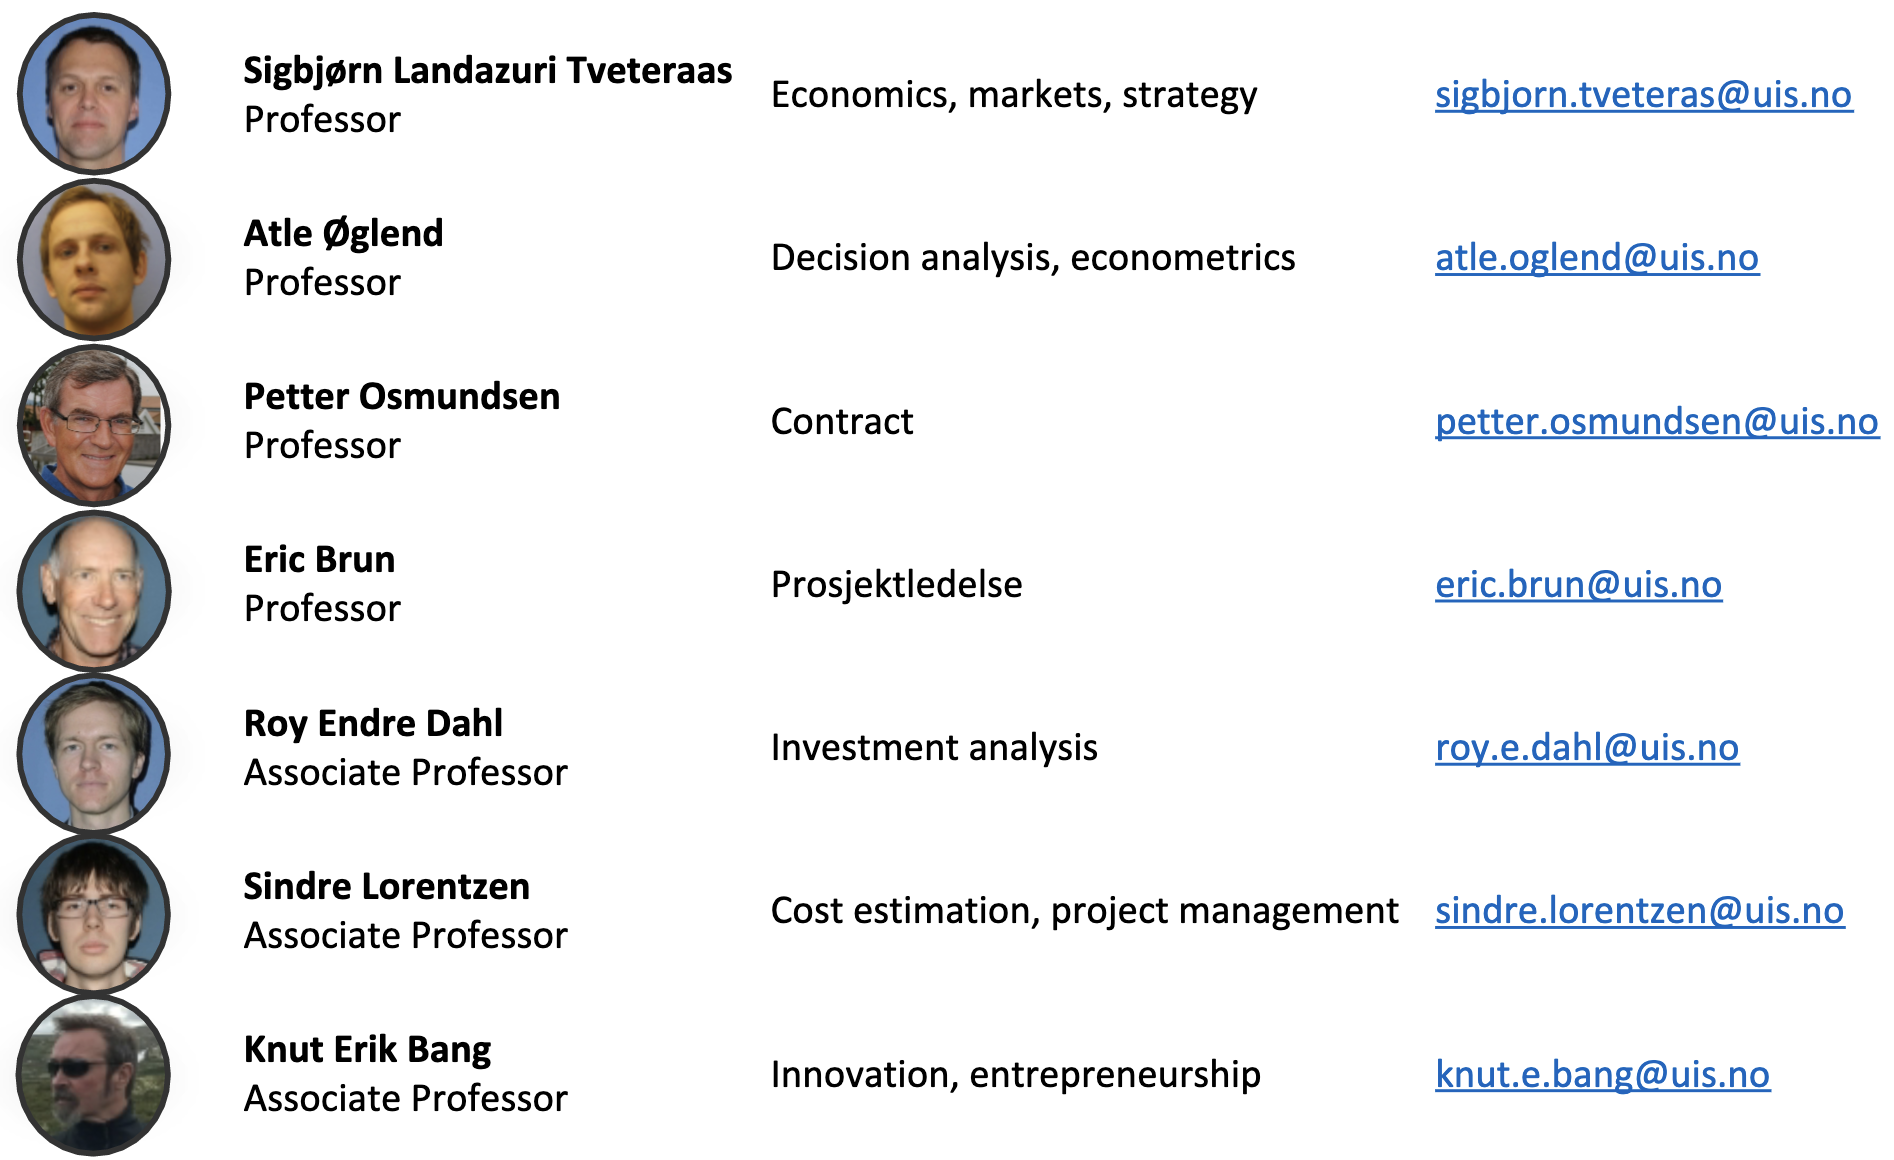 Sigbjørn Landazuri Tveteraas
Professor
Economics, markets, strategy
sigbjorn.tveteras@uis.no
Atle Øglend
Professor
Decision analysis, econometrics
atle.oglend@uis.no
Petter Osmundsen
Professor
Contract
petter.osmundsen@uis.no
Eric Brun
Professor
Prosjektledelse
eric.brun@uis.no
Roy Endre Dahl
Associate Professor
Investment analysis
roy.e.dahl@uis.no
Sindre Lorentzen
Associate Professor
Cost estimation, project management
sindre.lorentzen@uis.no
Knut Erik Bang
Associate Professor
Innovation, entrepreneurship
knut.e.bang@uis.no